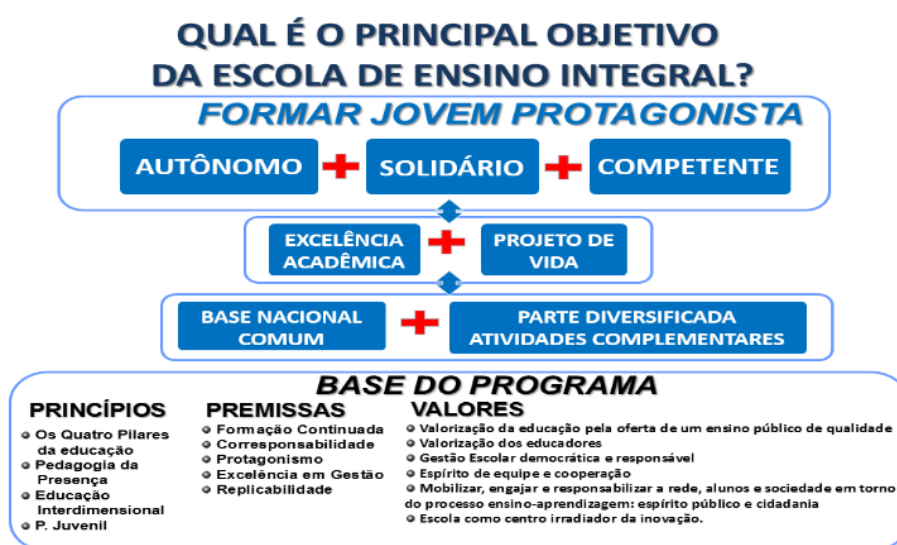 QUAL É O PRINCIPAL OBJETIVO
DA ESCOLA DE ENSINO INTEGRAL?
FORMAR JOVEM PROTAGONISTA
AUTÔNOMO + SOLIDÁRIO + COMPETENTE
EXCELÊNCIA
ACADÊMICA
+
PROJETO DE
VIDA
BASE NACIONAL
COMUM
+
PARTE DIVERSIFICADA
ATIVIDADES COMPLEMENTARES
BASE DO PROGRAMA
PRINCÍPIOS
Os Quatro Pilares
da educação
Pedagogia da
Presença
Educação
Interdimensional
P. Juvenil
PREMISSAS
Formação Continuada
Corresponsabilidade
Protagonismo
Excelência em Gestão
Replicabilidade
VALORES
Valorização da educação pela oferta de um ensino público de qualidade
Valorização dos educadores
Gestão Escolar democrática e responsável
Espírito de equipe e cooperação
Mobilizar, engajar e responsabilizar a rede, alunos e sociedade em torno
do processo ensino-aprendizagem: espírito público e cidadania
Escola como centro irradiador da inovação.